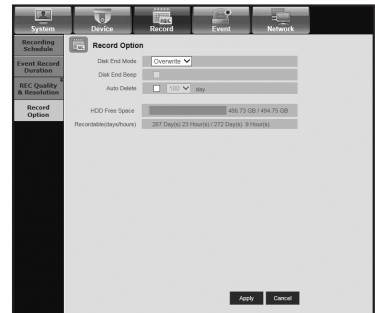 System Device Record Event Network
Recording
Schedule
Event Record
Duration
REC Quality
& Resolution
Record
Option
Record Option
Disk End Mode Overwrite
Disk End Beep
Auto Delete 180 day
HDD Free Space 486.73 GB / 494.75 GB
Recordable(days/hours) 267 Day(s) 23 Hour(s) / 272 Day(s) 9 Hour(s)
Apply Cancel